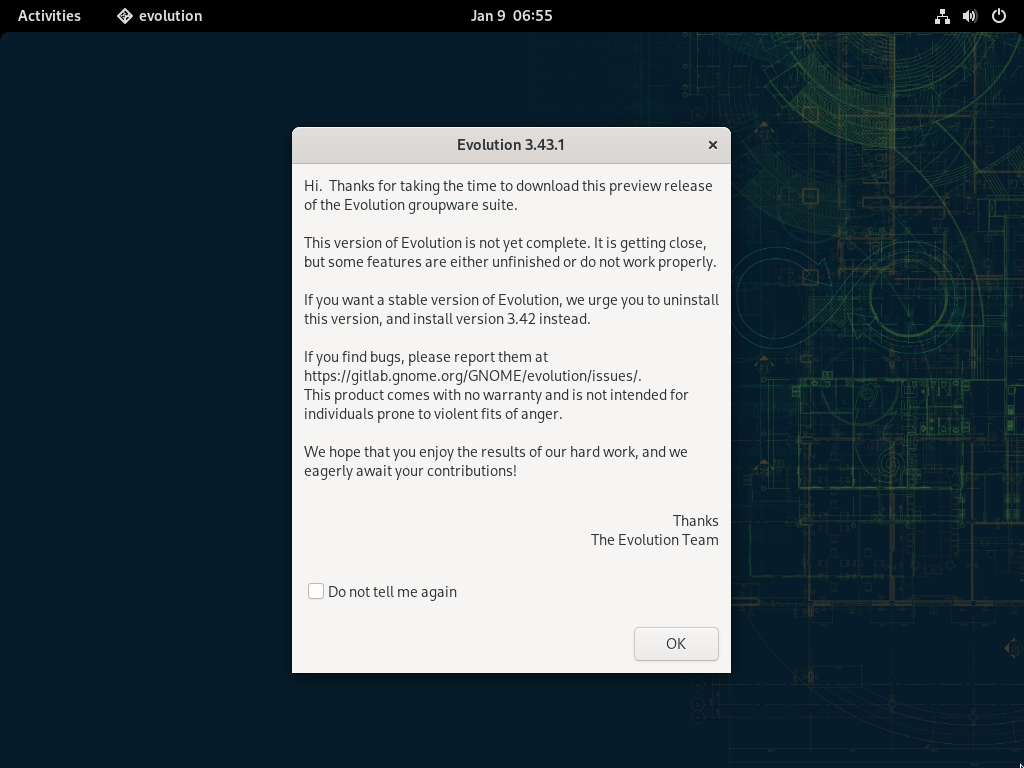 Activities
evolution
Jan 9 06:55
Evolution 3.43.1
Hi. Thanks for taking the time to download this preview release
of the Evolution groupware suite.
This version of Evolution is not yet complete. It is getting close,
but some features are either unfinished or do not work properly.
If you want a stable version of Evolution, we urge you to uninstall
this version, and install version 3.42 instead.
If you find bugs, please report them at
https://gitlab.gnome.org/GNOME/evolution/issues/.
This product comes with no warranty and is not intended for
individuals prone to violent fits of anger.
We hope that you enjoy the results of our hard work, and we
eagerly await your contributions!
Thanks
The Evolution Team
Do not tell me again
OK